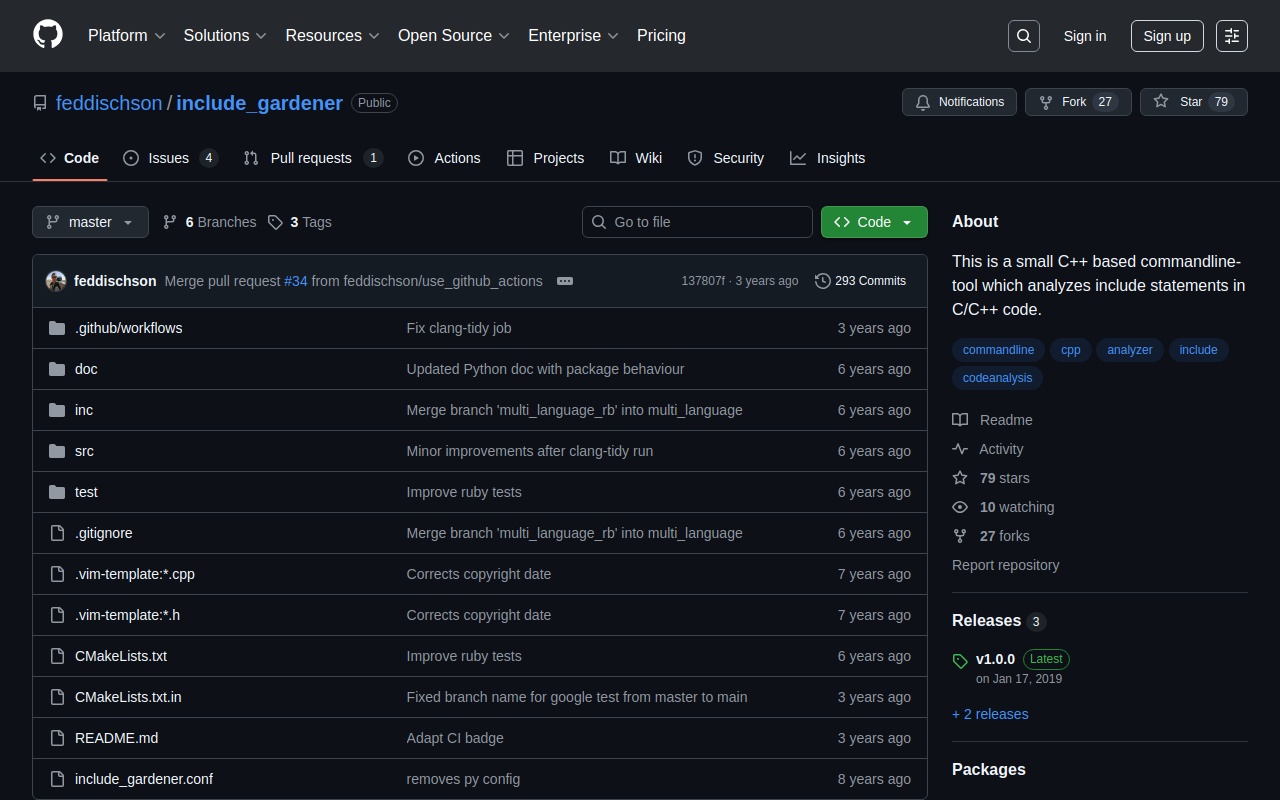 Platform Solutions Resources Open Source Enterprise Pricing Sign in Sign up
feddischson / include_gardener Public Notifications Fork 27 Star 79
Code Issues 4 Pull requests 1 Actions Projects Wiki Security Insights
master 6 Branches 3 Tags Go to file Code
feddischson Merge pull request #34 from feddischson/use_github_actions 137807f · 3 years ago 293 Commits
.github/workflows Fix clang-tidy job 3 years ago
doc Updated Python doc with package behaviour 6 years ago
inc Merge branch 'multi_language_rb' into multi_language 6 years ago
src Minor improvements after clang-tidy run 6 years ago
test Improve ruby tests 6 years ago
.gitignore Merge branch 'multi_language_rb' into multi_language 6 years ago
.vim-template:*.cpp Corrects copyright date 7 years ago
.vim-template:*.h Corrects copyright date 7 years ago
CMakeLists.txt Improve ruby tests 6 years ago
CMakeLists.txt.in Fixed branch name for google test from master to main 3 years ago
README.md Adapt CI badge 3 years ago
include_gardener.conf removes py config 8 years ago
About
This is a small C++ based commandline-
tool which analyzes include statements in
C/C++ code.
commandline cpp analyzer include
codeanalysis
Readme
Activity
79 stars
10 watching
27 forks
Report repository
Releases 3
v1.0.0 Latest
on Jan 17, 2019
+ 2 releases
Packages